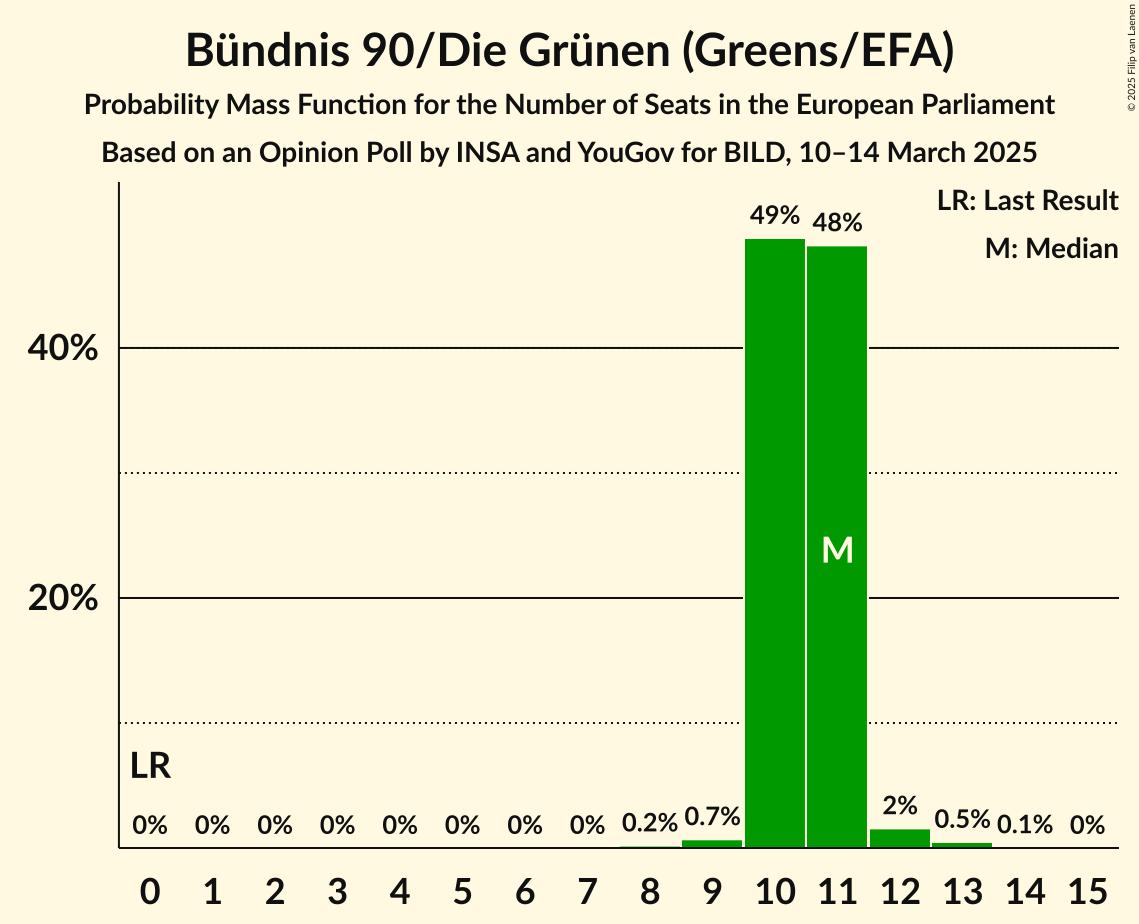 Bündnis 90/Die Grünen (Greens/EFA)
Probability Mass Function for the Number of Seats in the European Parliament
Based on an Opinion Poll by INSA and YouGov for BILD, 10–14 March 2025
© 2025 Filip van Laenen
LR: Last Result
M: Median
49%
48%
40%
M
20%
LR
0%
0%
0%
0%
0%
0%
0%
0%
0.2%
0.7%
2%
0.5%
0.1%
0%
0 1 2 3 4 5 6 7 8 9 10 11 12 13 14 15